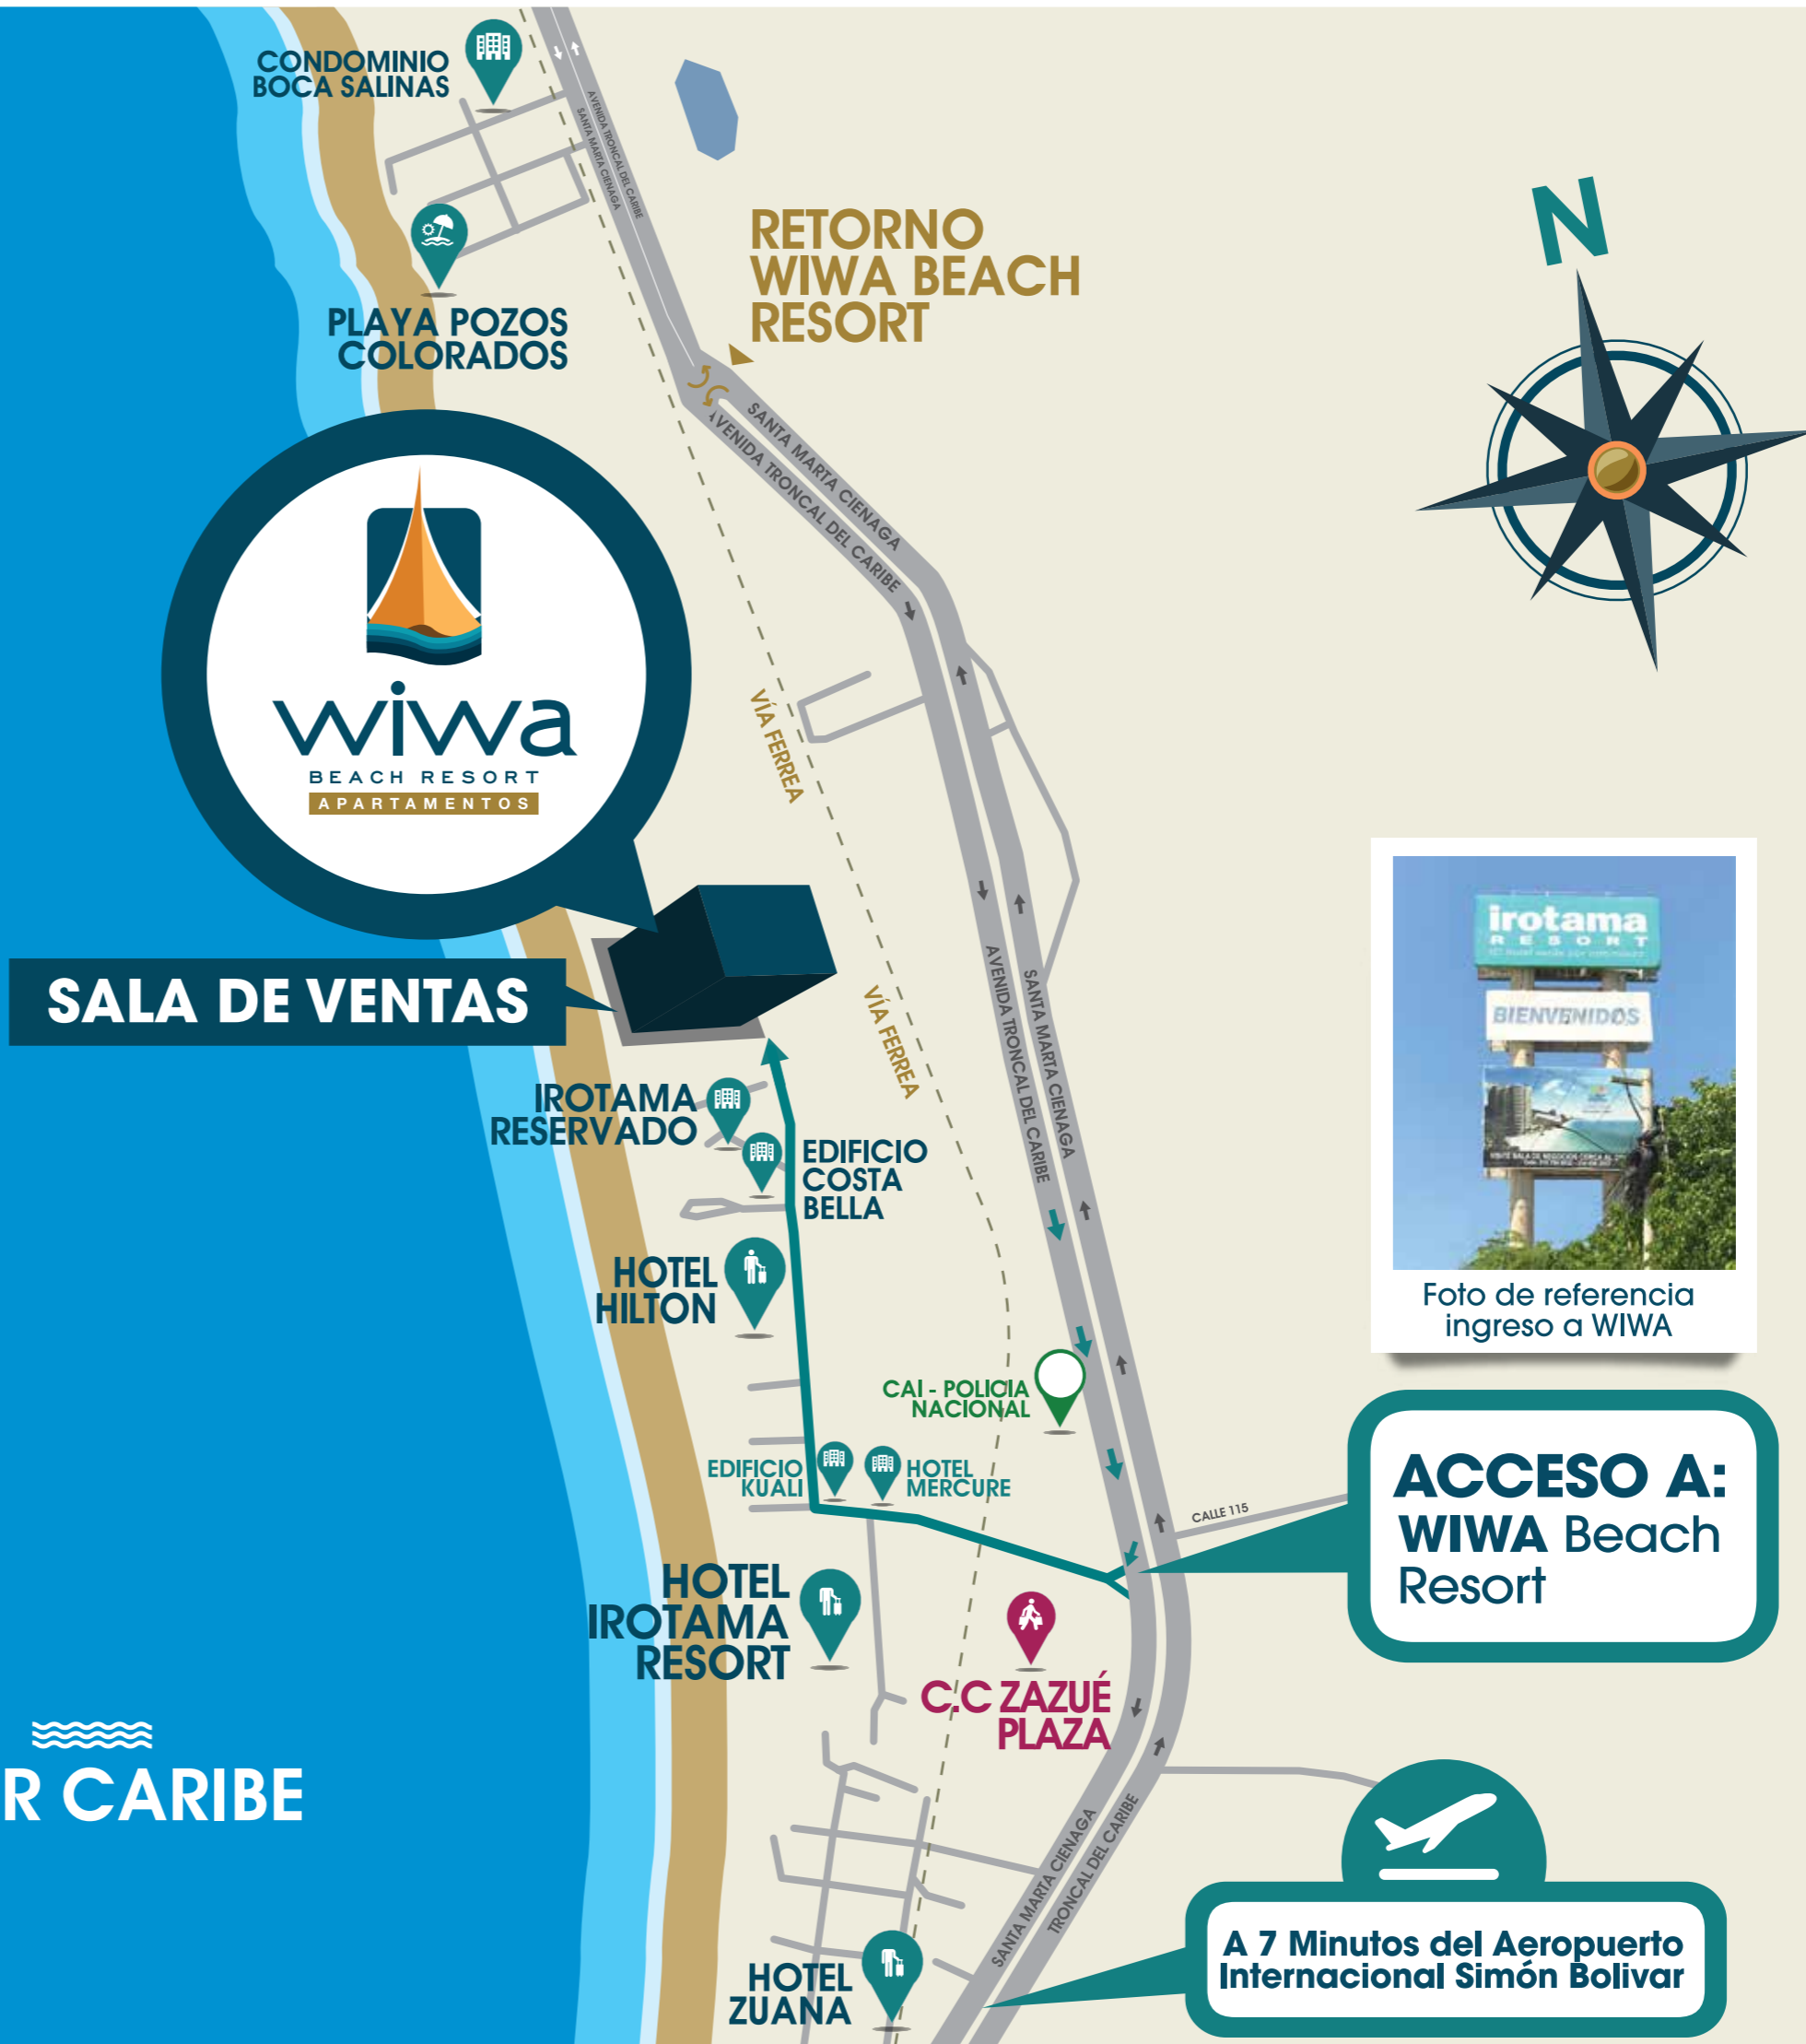 CONDOMINIO
BOCA SALINAS
AVENIDA TRONCAL DEL CARIBE
SANTA MARTA CIENAGA
N
RETORNO
WIWA BEACH
RESORT
PLAYA POZOS
COLORADOS
SANTA MARTA CIENAGA
AVENIDA TRONCAL DEL CARIBE
wiwa
BEACH RESORT
APARTAMENTOS
VÍA FERREA
SALA DE VENTAS
VÍA FERREA
AVENIDA TRONCAL DEL CARIBE
SANTA MARTA CIENAGA
irotama
RESORT
BIENVENIDOS
Foto de referencia
ingreso a WIWA
IROTAMA
RESERVADO
EDIFICIO
COSTA
BELLA
HOTEL
HILTON
CAI - POLICIA
NACIONAL
EDIFICIO
KUALI
HOTEL
MERCURE
CALLE 115
ACCESO A:
WIWA Beach
Resort
HOTEL
IROTAMA
RESORT
C.C ZAZUÉ
PLAZA
R CARIBE
SANTA MARTA CIENAGA
TRONCAL DEL CARIBE
A 7 Minutos del Aeropuerto
Internacional Simón Bolivar
HOTEL
ZUANA